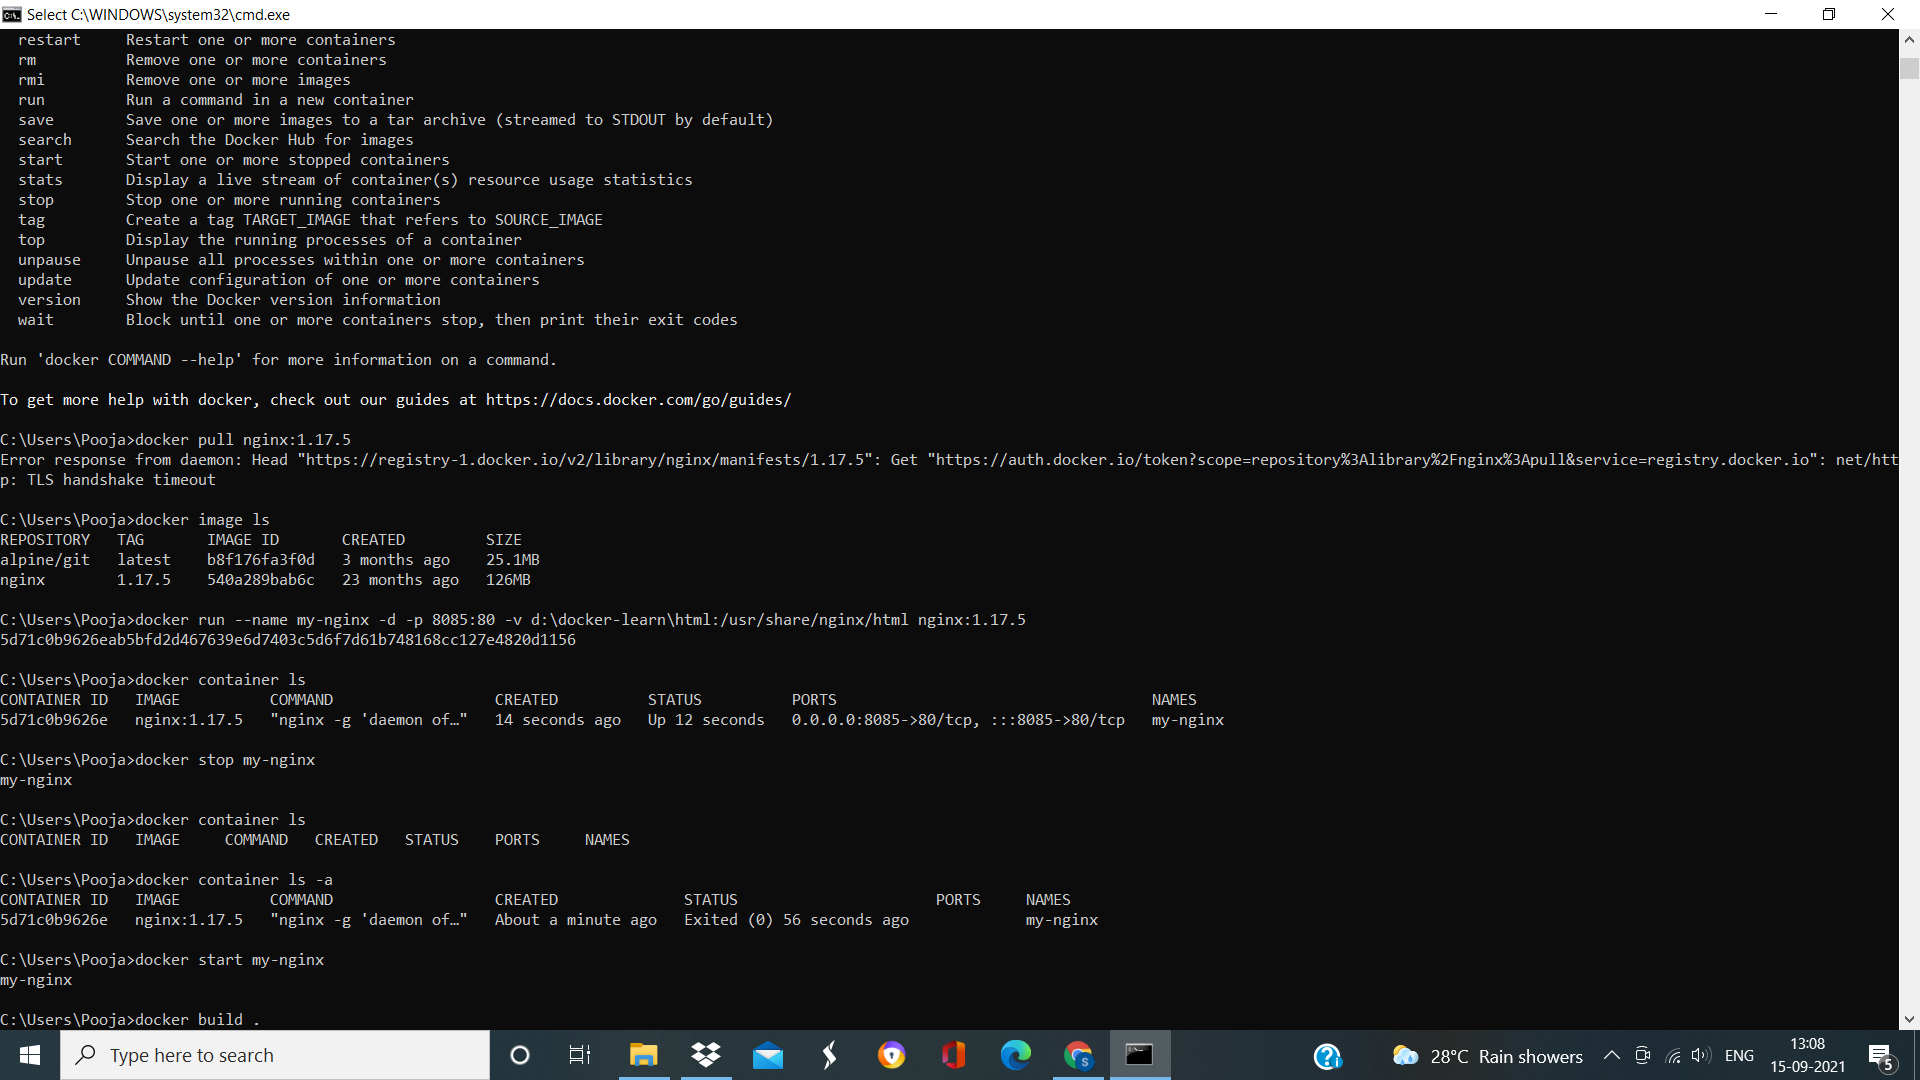 Select C:\WINDOWS\system32\cmd.exe
restart     Restart one or more containers
rm          Remove one or more containers
rmi         Remove one or more images
run         Run a command in a new container
save        Save one or more images to a tar archive (streamed to STDOUT by default)
search      Search the Docker Hub for images
start       Start one or more stopped containers
stats       Display a live stream of container(s) resource usage statistics
stop        Stop one or more running containers
tag         Create a tag TARGET_IMAGE that refers to SOURCE_IMAGE
top         Display the running processes of a container
unpause     Unpause all processes within one or more containers
update      Update configuration of one or more containers
version     Show the Docker version information
wait        Block until one or more containers stop, then print their exit codes
Run 'docker COMMAND --help' for more information on a command.
To get more help with docker, check out our guides at https://docs.docker.com/go/guides/
C:\Users\Pooja>docker pull nginx:1.17.5
Error response from daemon: Head "https://registry-1.docker.io/v2/library/nginx/manifests/1.17.5": Get "https://auth.docker.io/token?scope=repository%3Alibrary%2Fnginx%3Apull&service=registry.docker.io": net/htt
p: TLS handshake timeout
C:\Users\Pooja>docker image ls
REPOSITORY   TAG       IMAGE ID       CREATED         SIZE
alpine/git   latest    b8f176fa3f0d   3 months ago    25.1MB
nginx        1.17.5    540a289bab6c   23 months ago   126MB
C:\Users\Pooja>docker run --name my-nginx -d -p 8085:80 -v d:\docker-learn\html:/usr/share/nginx/html nginx:1.17.5
5d71c0b9626eab5bfd2d467639e6d7403c5d6f7d61b748168cc127e4820d1156
C:\Users\Pooja>docker container ls
CONTAINER ID   IMAGE          COMMAND                  CREATED          STATUS          PORTS                                   NAMES
5d71c0b9626e   nginx:1.17.5   "nginx -g 'daemon of…"   14 seconds ago   Up 12 seconds   0.0.0.0:8085->80/tcp, :::8085->80/tcp   my-nginx
C:\Users\Pooja>docker stop my-nginx
my-nginx
C:\Users\Pooja>docker container ls
CONTAINER ID   IMAGE     COMMAND   CREATED   STATUS    PORTS     NAMES
C:\Users\Pooja>docker container ls -a
CONTAINER ID   IMAGE          COMMAND                  CREATED              STATUS                      PORTS     NAMES
5d71c0b9626e   nginx:1.17.5   "nginx -g 'daemon of…"   About a minute ago   Exited (0) 56 seconds ago             my-nginx
C:\Users\Pooja>docker start my-nginx
my-nginx
C:\Users\Pooja>docker build .
Type here to search
28°C Rain showers
ENG
13:08
15-09-2021
5